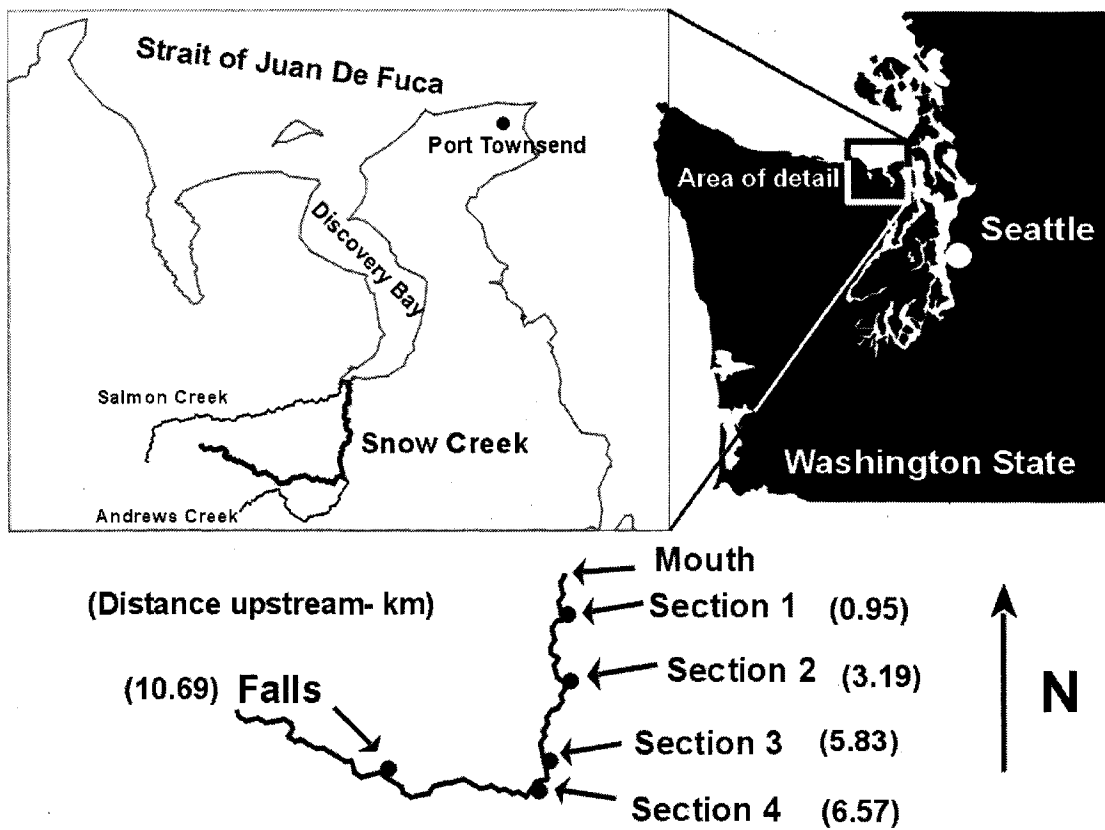 Strait of Juan De Fuca
Port Townsend
Discovery Bay
Salmon Creek
Snow Creek
Andrews Creek
Area of detail
Seattle
Washington State
Mouth
(Distance upstream- km)
Section 1 (0.95)
Section 2 (3.19)
(10.69) Falls
Section 3 (5.83)
Section 4 (6.57)
N